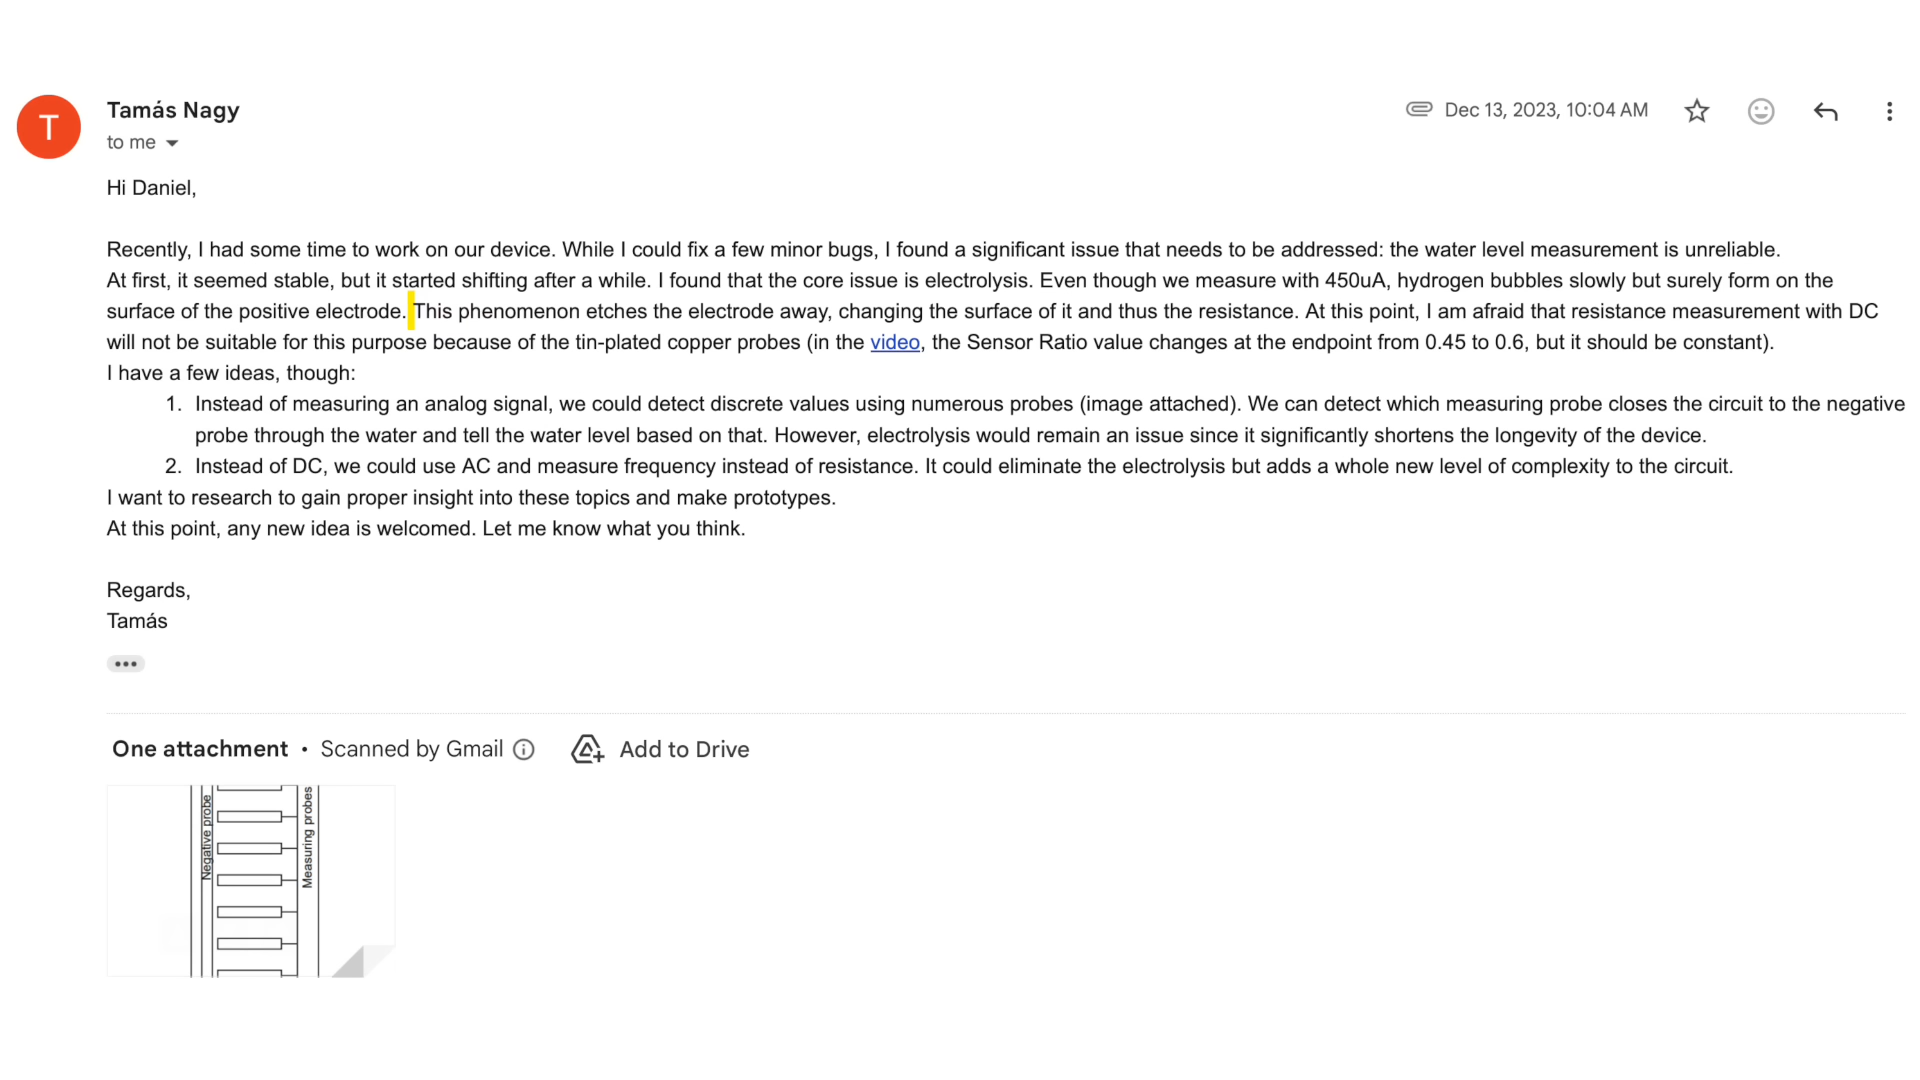 T
Tamás Nagy
Dec 13, 2023, 10:04 AM
to me
Hi Daniel,
Recently, I had some time to work on our device. While I could fix a few minor bugs, I found a significant issue that needs to be addressed: the water level measurement is unreliable.
At first, it seemed stable, but it started shifting after a while. I found that the core issue is electrolysis. Even though we measure with 450uA, hydrogen bubbles slowly but surely form on the
surface of the positive electrode. This phenomenon etches the electrode away, changing the surface of it and thus the resistance. At this point, I am afraid that resistance measurement with DC
will not be suitable for this purpose because of the tin-plated copper probes (in the video, the Sensor Ratio value changes at the endpoint from 0.45 to 0.6, but it should be constant).
I have a few ideas, though:
1. Instead of measuring an analog signal, we could detect discrete values using numerous probes (image attached). We can detect which measuring probe closes the circuit to the negative
probe through the water and tell the water level based on that. However, electrolysis would remain an issue since it significantly shortens the longevity of the device.
2. Instead of DC, we could use AC and measure frequency instead of resistance. It could eliminate the electrolysis but adds a whole new level of complexity to the circuit.
I want to research to gain proper insight into these topics and make prototypes.
At this point, any new idea is welcomed. Let me know what you think.
Regards,
Tamás
One attachment • Scanned by Gmail
Add to Drive
Negative probe
Measuring probes